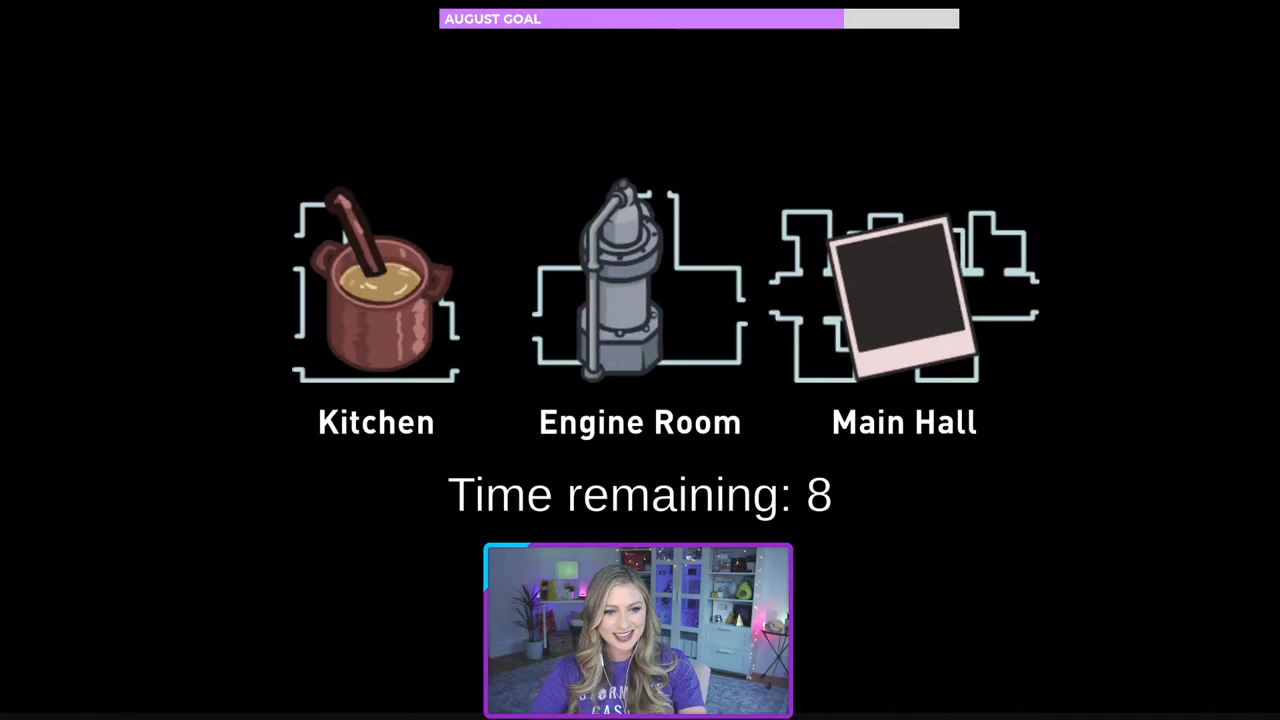 AUGUST GOAL
Kitchen
Engine Room
Main Hall
Time remaining: 8